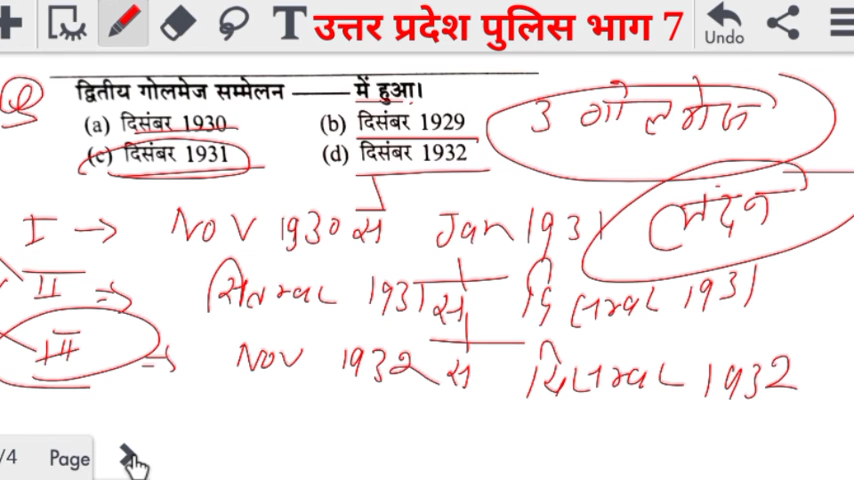 उत्तर प्रदेश पुलिस भाग 7
Undo
Q
द्वितीय गोलमेज सम्मेलन ——— में हुआ।
(a) दिसंबर 1930 (b) दिसंबर 1929
(c) दिसंबर 1931 (d) दिसंबर 1932
3 गोलमेज
लंदन
I → NOV 1930 से Jan 1931
II → सितम्बर 1931 से दिसम्बर 1931
III → NOV 1932 से दिसम्बर 1932
/4 Page